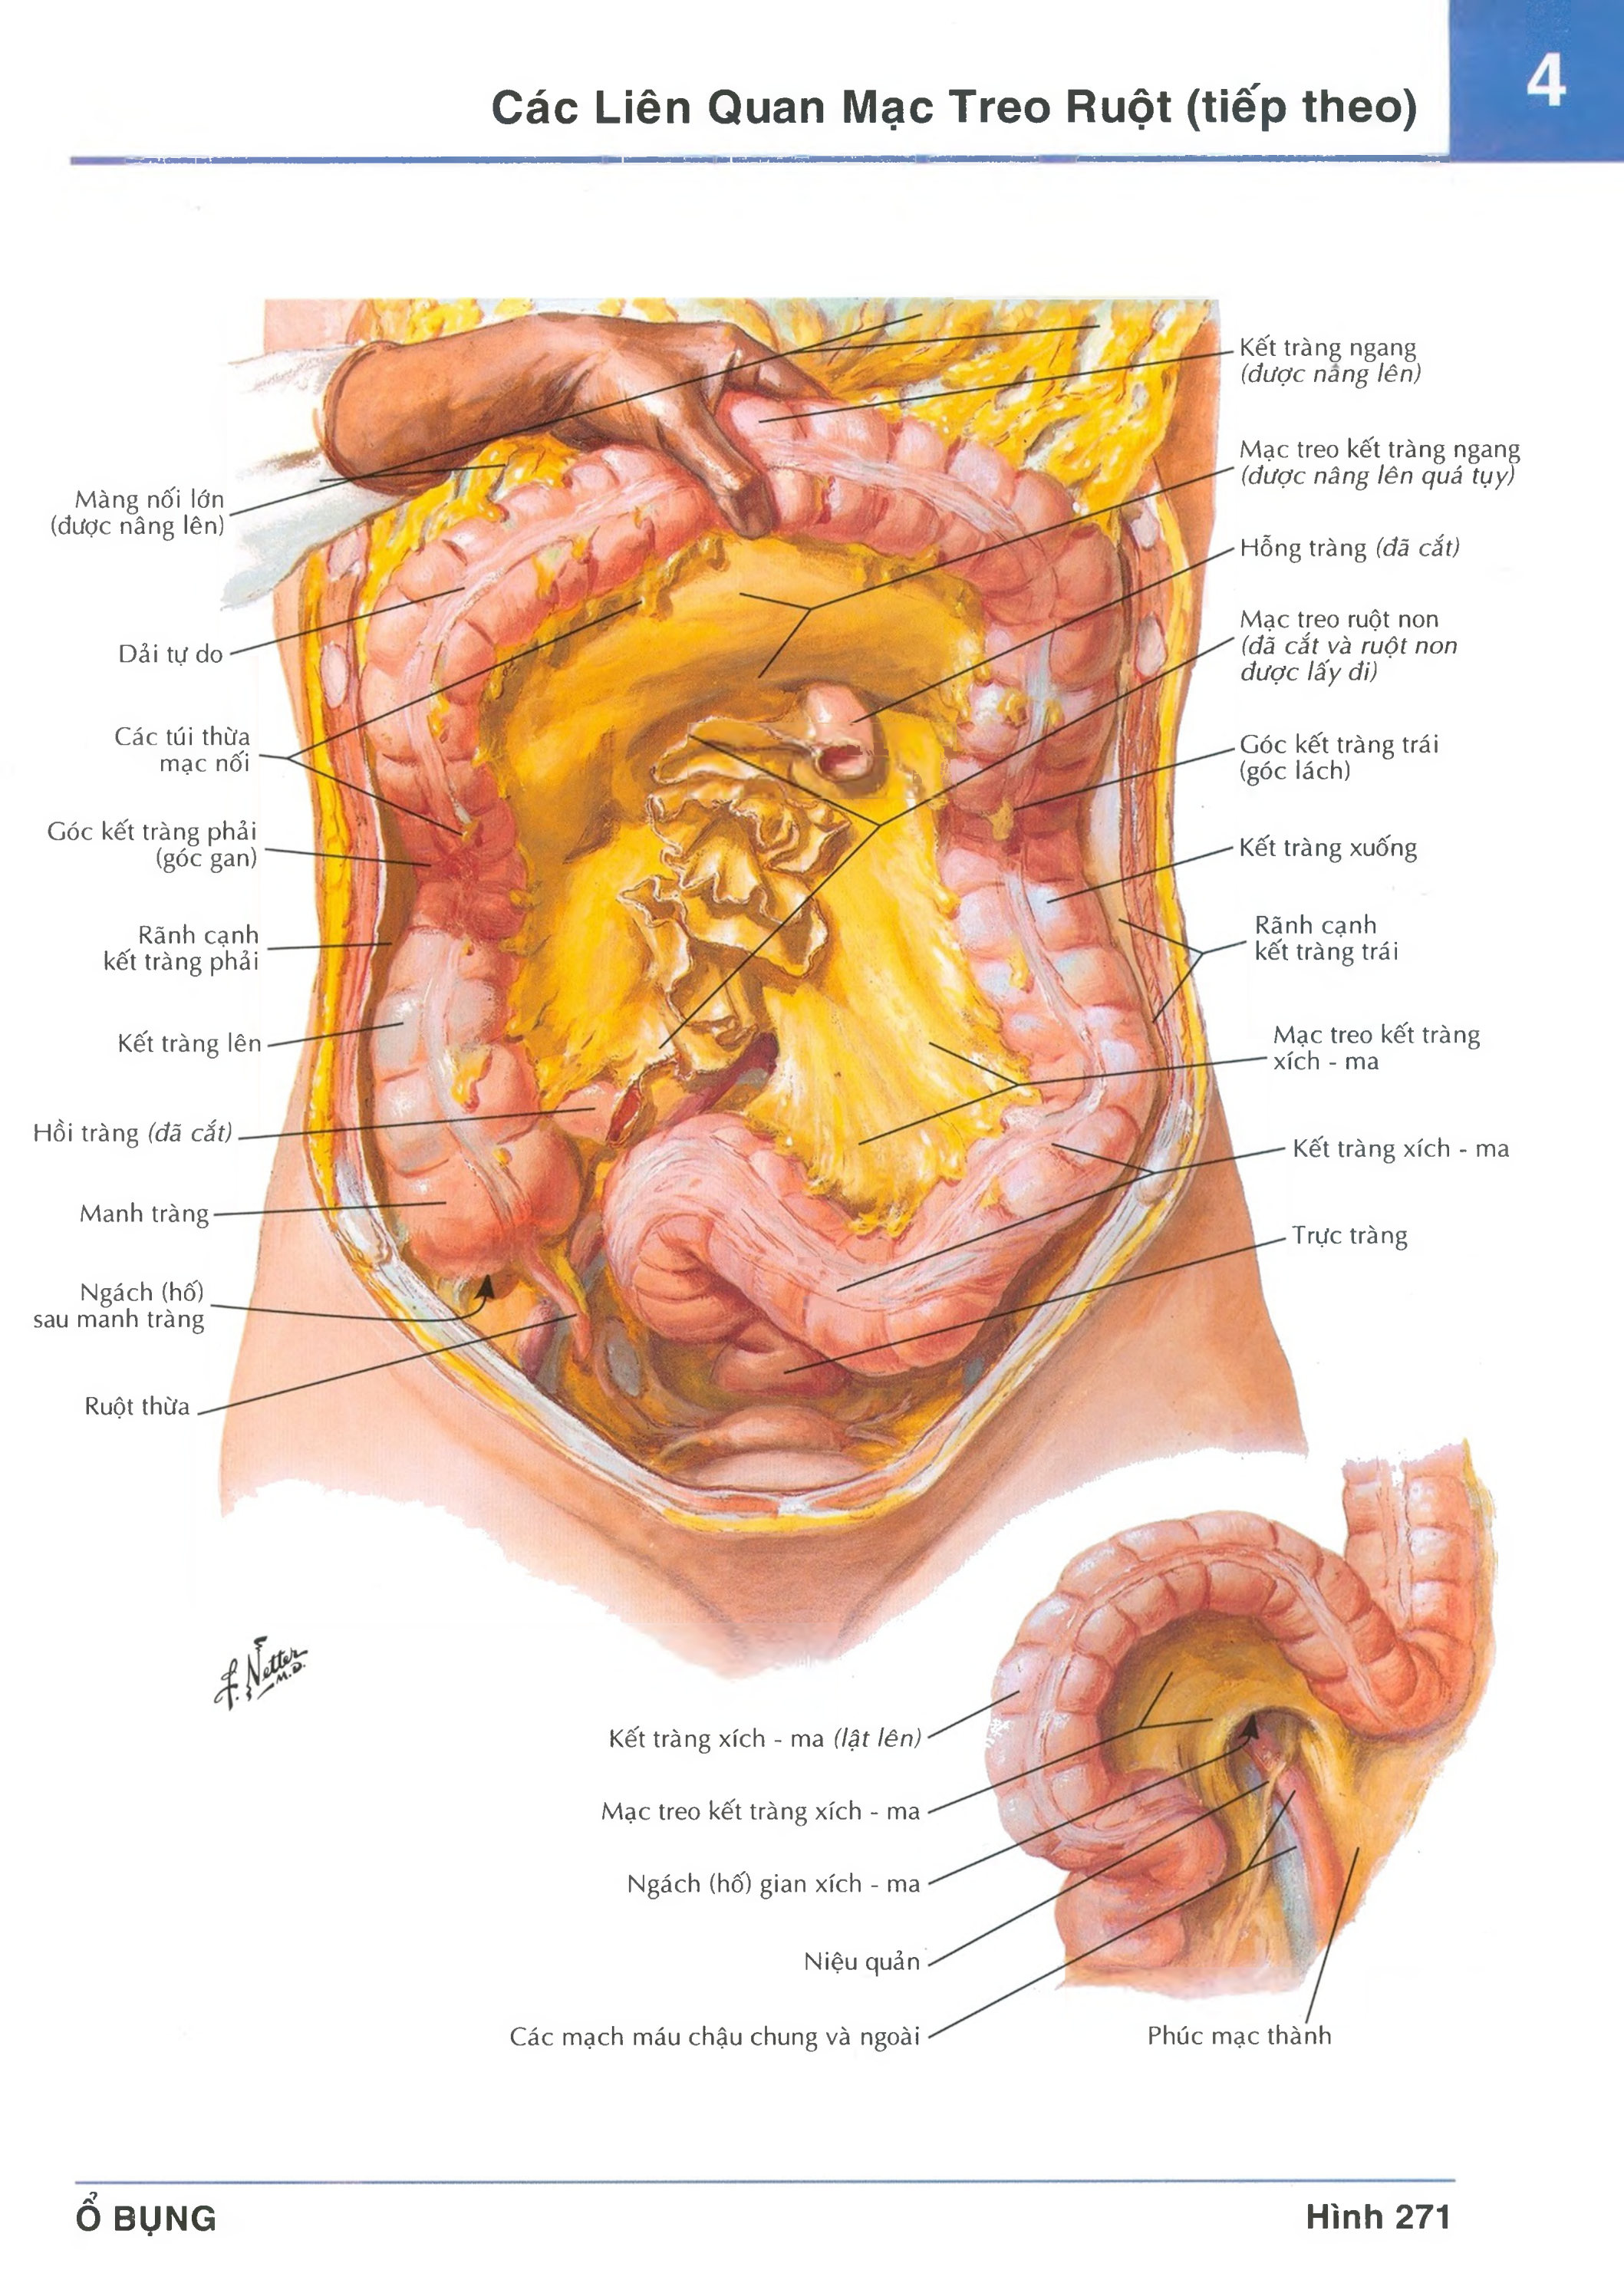 4
Các Liên Quan Mạc Treo Ruột (tiếp theo)
Kết tràng ngang
(được nâng lên)
Mạc treo kết tràng ngang
(được nâng lên quá tụy)
Hỗng tràng (đã cắt)
Mạc treo ruột non
(đã cắt và ruột non
được lấy đi)
Góc kết tràng trái
(góc lách)
Kết tràng xuống
Rãnh cạnh
kết tràng trái
Mạc treo kết tràng
xích - ma
Kết tràng xích - ma
Trực tràng
Màng nối lớn
(được nâng lên)
Dải tự do
Các túi thừa
mạc nối
Góc kết tràng phải
(góc gan)
Rãnh cạnh
kết tràng phải
Kết tràng lên
Hồi tràng (đã cắt)
Manh tràng
Ngách (hố)
sau manh tràng
Ruột thừa
F. Netter
M.D.
Kết tràng xích - ma (lật lên)
Mạc treo kết tràng xích - ma
Ngách (hố) gian xích - ma
Niệu quản
Các mạch máu chậu chung và ngoài
Phúc mạc thành
Ổ BỤNG
Hình 271